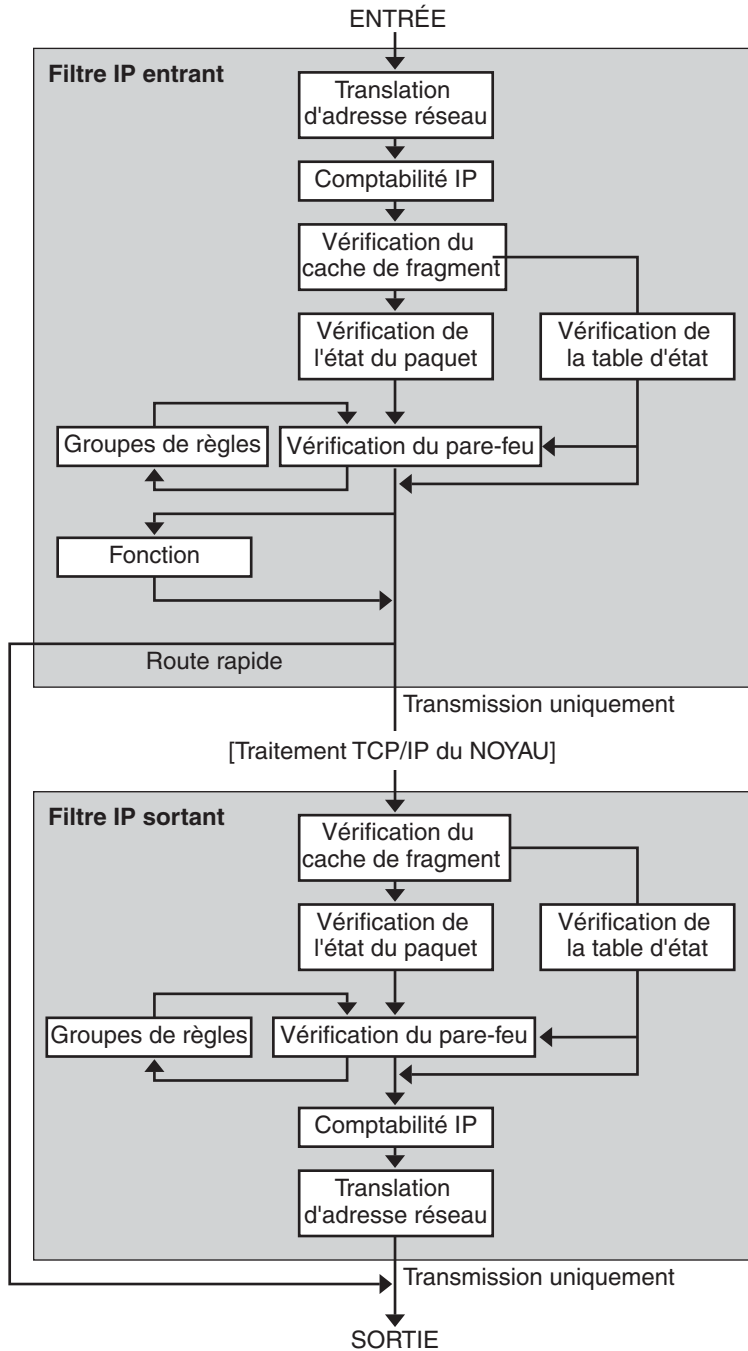 ENTRÉE
Filtre IP entrant
Translation
d'adresse réseau
Comptabilité IP
Vérification du
cache de fragment
Vérification de
l'état du paquet
Vérification de
la table d'état
Groupes de règles
Vérification du pare-feu
Fonction
Route rapide
Transmission uniquement
[Traitement TCP/IP du NOYAU]
Filtre IP sortant
Vérification du
cache de fragment
Vérification de
l'état du paquet
Vérification de
la table d'état
Groupes de règles
Vérification du pare-feu
Comptabilité IP
Translation
d'adresse réseau
Transmission uniquement
SORTIE